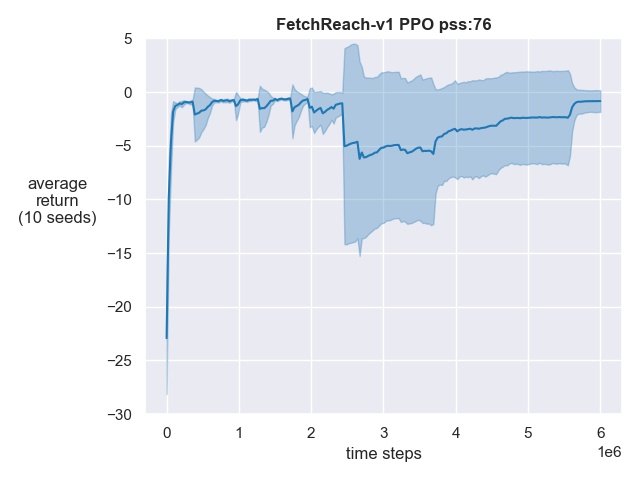 FetchReach-v1 PPO pss:76
average
return
(10 seeds)
5
0
−5
−10
−15
−20
−25
−30
0 1 2 3 4 5 6
time steps
1e6